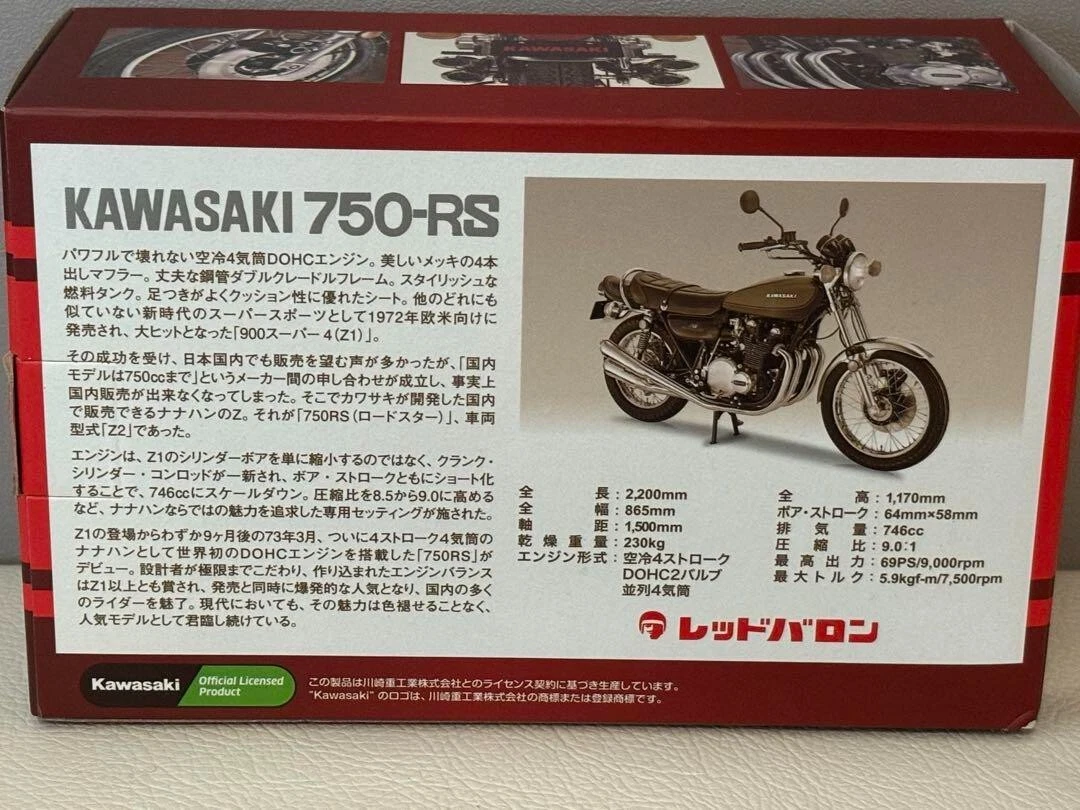 KAWASAKI
KAWASAKI 750-RS
パワフルで壊れない空冷4気筒DOHCエンジン。美しいメッキの4本
出しマフラー。丈夫な鋼管ダブルクレードルフレーム。スタイリッシュな
燃料タンク。足つきがよくクッション性に優れたシート。他のどれにも
似ていない新時代のスーパースポーツとして1972年欧米向けに
発売され、大ヒットとなった「900スーパー4(Z1)」。
その成功を受け、日本国内でも販売を望む声が多かったが、「国内
モデルは750ccまで」というメーカー間の申し合わせが成立し、事実上
国内販売が出来なくなってしまった。そこでカワサキが開発した国内
で販売できるナナハンのZ。それが「750RS(ロードスター)」、車両
型式「Z2」であった。
エンジンは、Z1のシリンダーボアを単に縮小するのではなく、クランク・
シリンダー・コンロッドが一新され、ボア・ストロークともにショート化
することで、746ccにスケールダウン。圧縮比を8.5から9.0に高める
など、ナナハンならではの魅力を追求した専用セッティングが施された。
Z1の登場からわずか9ヶ月後の73年3月、ついに4ストローク4気筒の
ナナハンとして世界初のDOHCエンジンを搭載した「750RS」が
デビュー。設計者が極限までこだわり、作り込まれたエンジンバランス
はZ1以上とも賞され、発売と同時に爆発的な人気となり、国内の多く
のライダーを魅了。現代においても、その魅力は色褪せることなく、
人気モデルとして君臨し続けている。
KAWASAKI
全長:2,200mm
全幅:865mm
軸距:1,500mm
乾燥重量:230kg
エンジン形式:空冷4ストローク
DOHC2バルブ
並列4気筒
全高:1,170mm
ボア・ストローク:64mm×58mm
排気量:746cc
圧縮比:9.0:1
最高出力:69PS/9,000rpm
最大トルク:5.9kgf-m/7,500rpm
レッドバロン
Kawasaki
Official Licensed
Product
この製品は川崎重工業株式会社とのライセンス契約に基づき生産しています。
"Kawasaki"のロゴは、川崎重工業株式会社の商標または登録商標です。